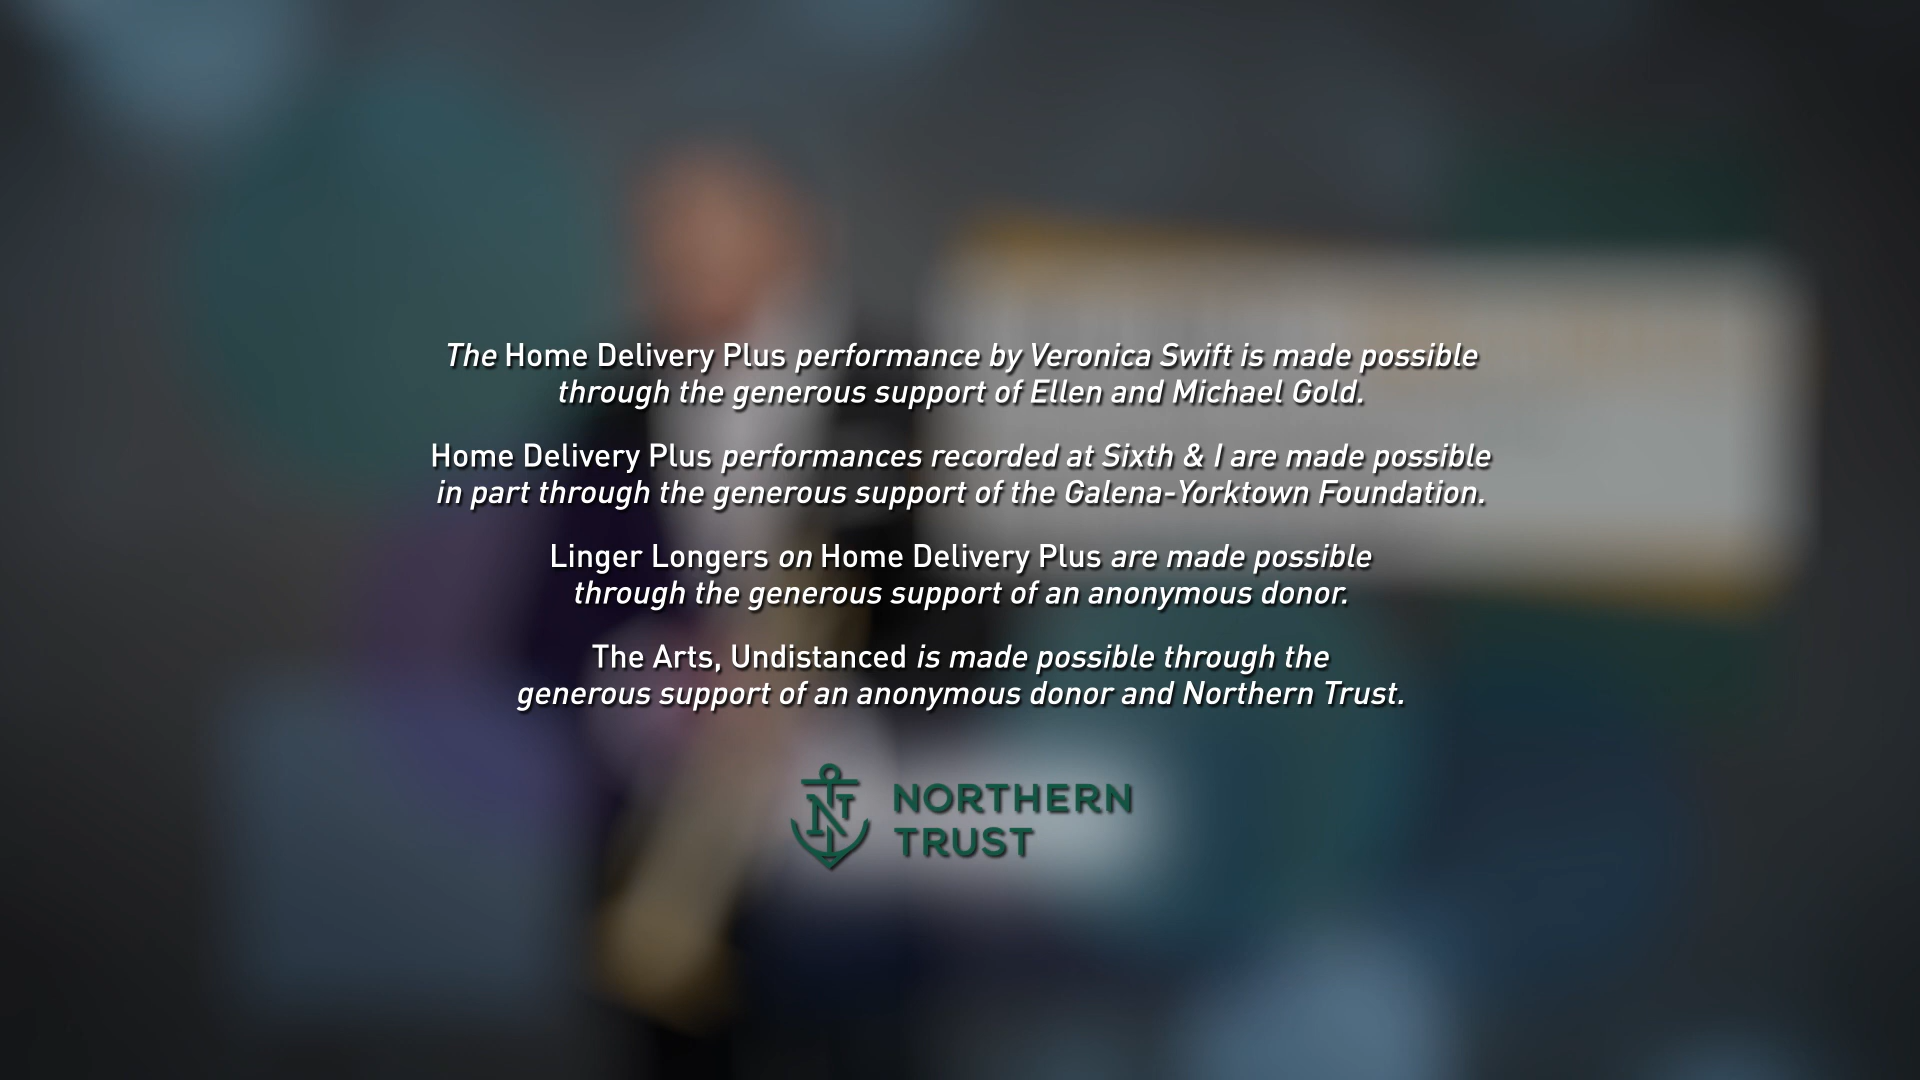 The Home Delivery Plus performance by Veronica Swift is made possible
through the generous support of Ellen and Michael Gold.
Home Delivery Plus performances recorded at Sixth & I are made possible
in part through the generous support of the Galena-Yorktown Foundation.
Linger Longers on Home Delivery Plus are made possible
through the generous support of an anonymous donor.
The Arts, Undistanced is made possible through the
generous support of an anonymous donor and Northern Trust.
NT
NORTHERN
TRUST